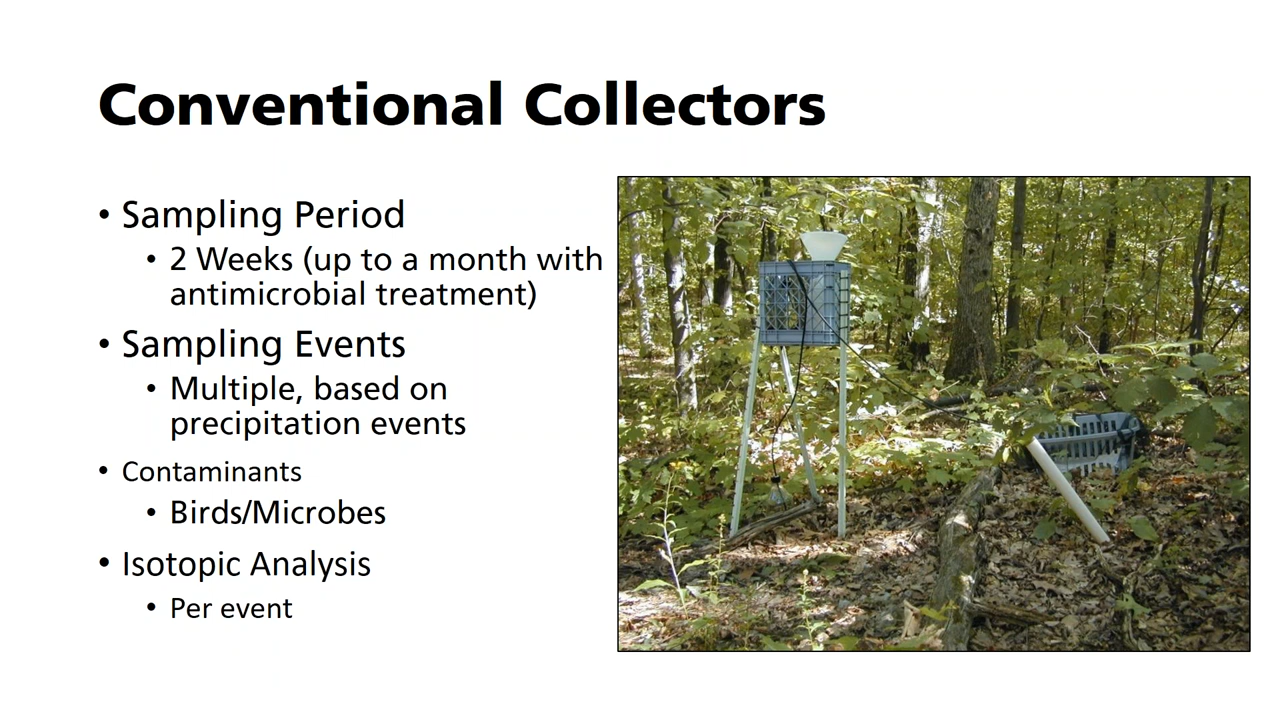 Conventional Collectors
• Sampling Period
• 2 Weeks (up to a month with
antimicrobial treatment)
• Sampling Events
• Multiple, based on
precipitation events
• Contaminants
• Birds/Microbes
• Isotopic Analysis
• Per event